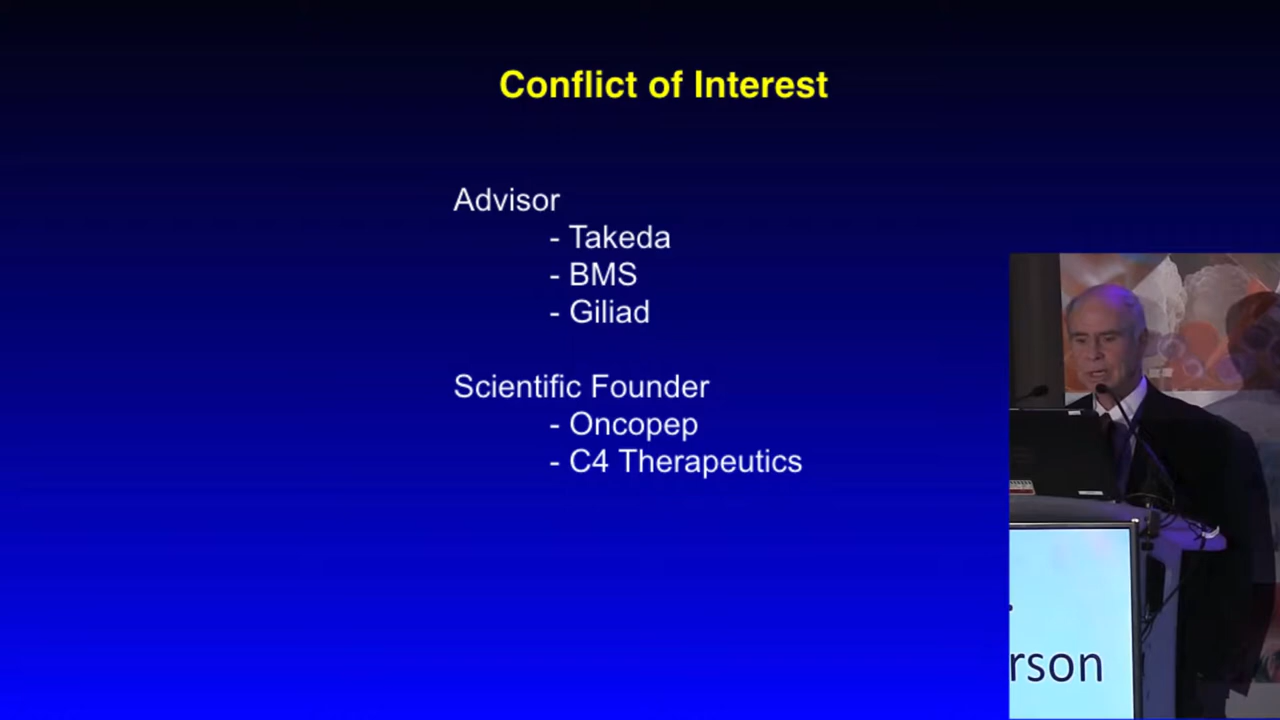 Conflict of Interest
Advisor
- Takeda
- BMS
- Giliad
Scientific Founder
- Oncopep
- C4 Therapeutics
rson